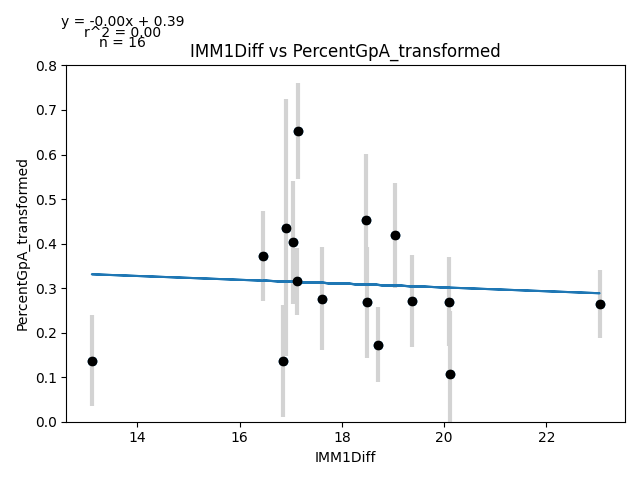 y = -0.00x + 0.39
r^2 = 0.00
n = 16
IMM1Diff vs PercentGpA_transformed
PercentGpA_transformed
0.8
0.7
0.6
0.5
0.4
0.3
0.2
0.1
0.0
14 16 18 20 22
IMM1Diff